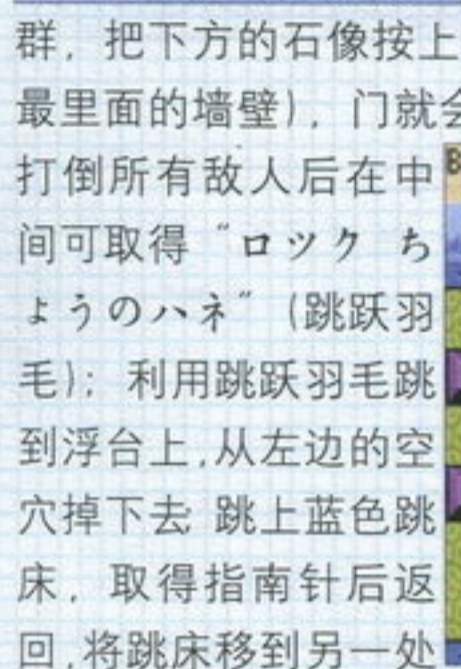 群，把下方的石像按上
最里面的墙壁），门就会
打倒所有敌人后在中
间可取得“ロツク ち
ょうのハネ”（跳跃羽
毛）；利用跳跃羽毛跳
到浮台上，从左边的空
穴掉下去 跳上蓝色跳
床，取得指南针后返
回，将跳床移到另一处